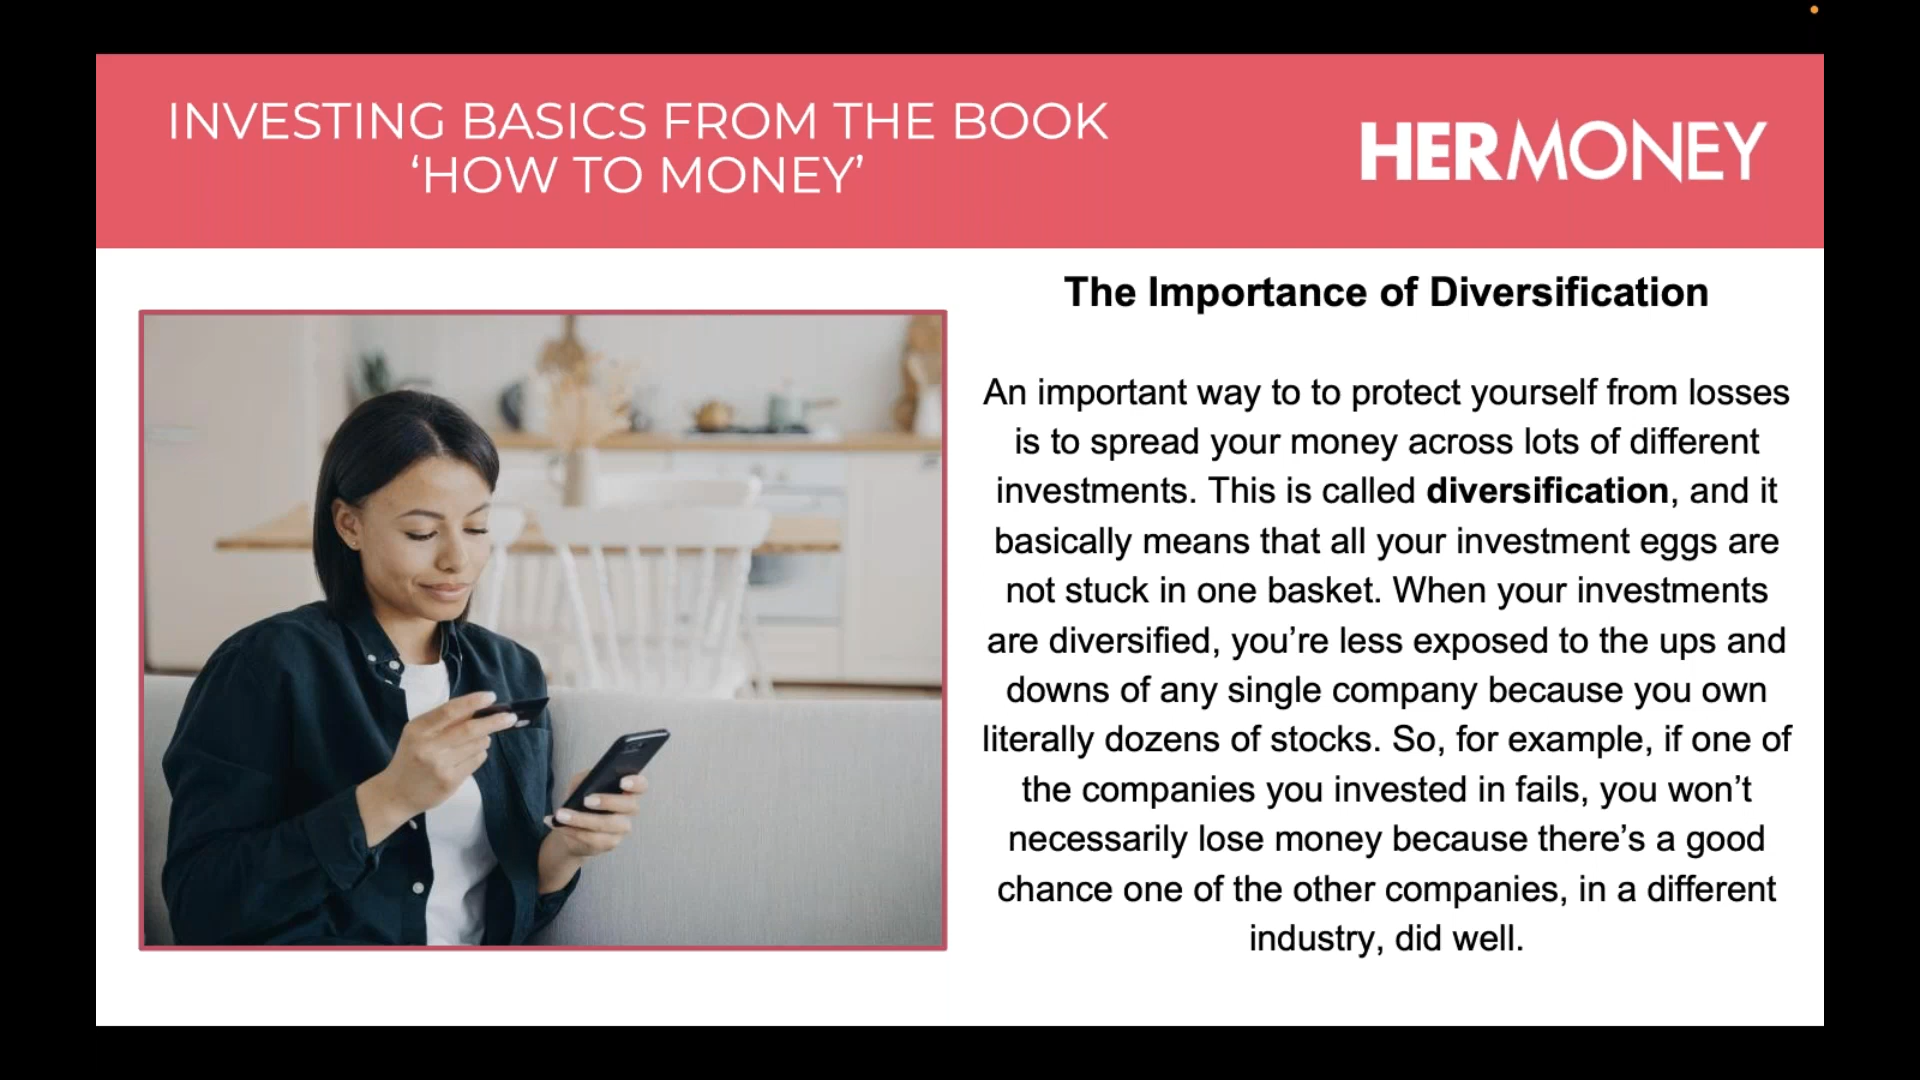 INVESTING BASICS FROM THE BOOK
‘HOW TO MONEY’
HERMONEY
The Importance of Diversification
An important way to to protect yourself from losses
is to spread your money across lots of different
investments. This is called diversification, and it
basically means that all your investment eggs are
not stuck in one basket. When your investments
are diversified, you’re less exposed to the ups and
downs of any single company because you own
literally dozens of stocks. So, for example, if one of
the companies you invested in fails, you won’t
necessarily lose money because there’s a good
chance one of the other companies, in a different
industry, did well.